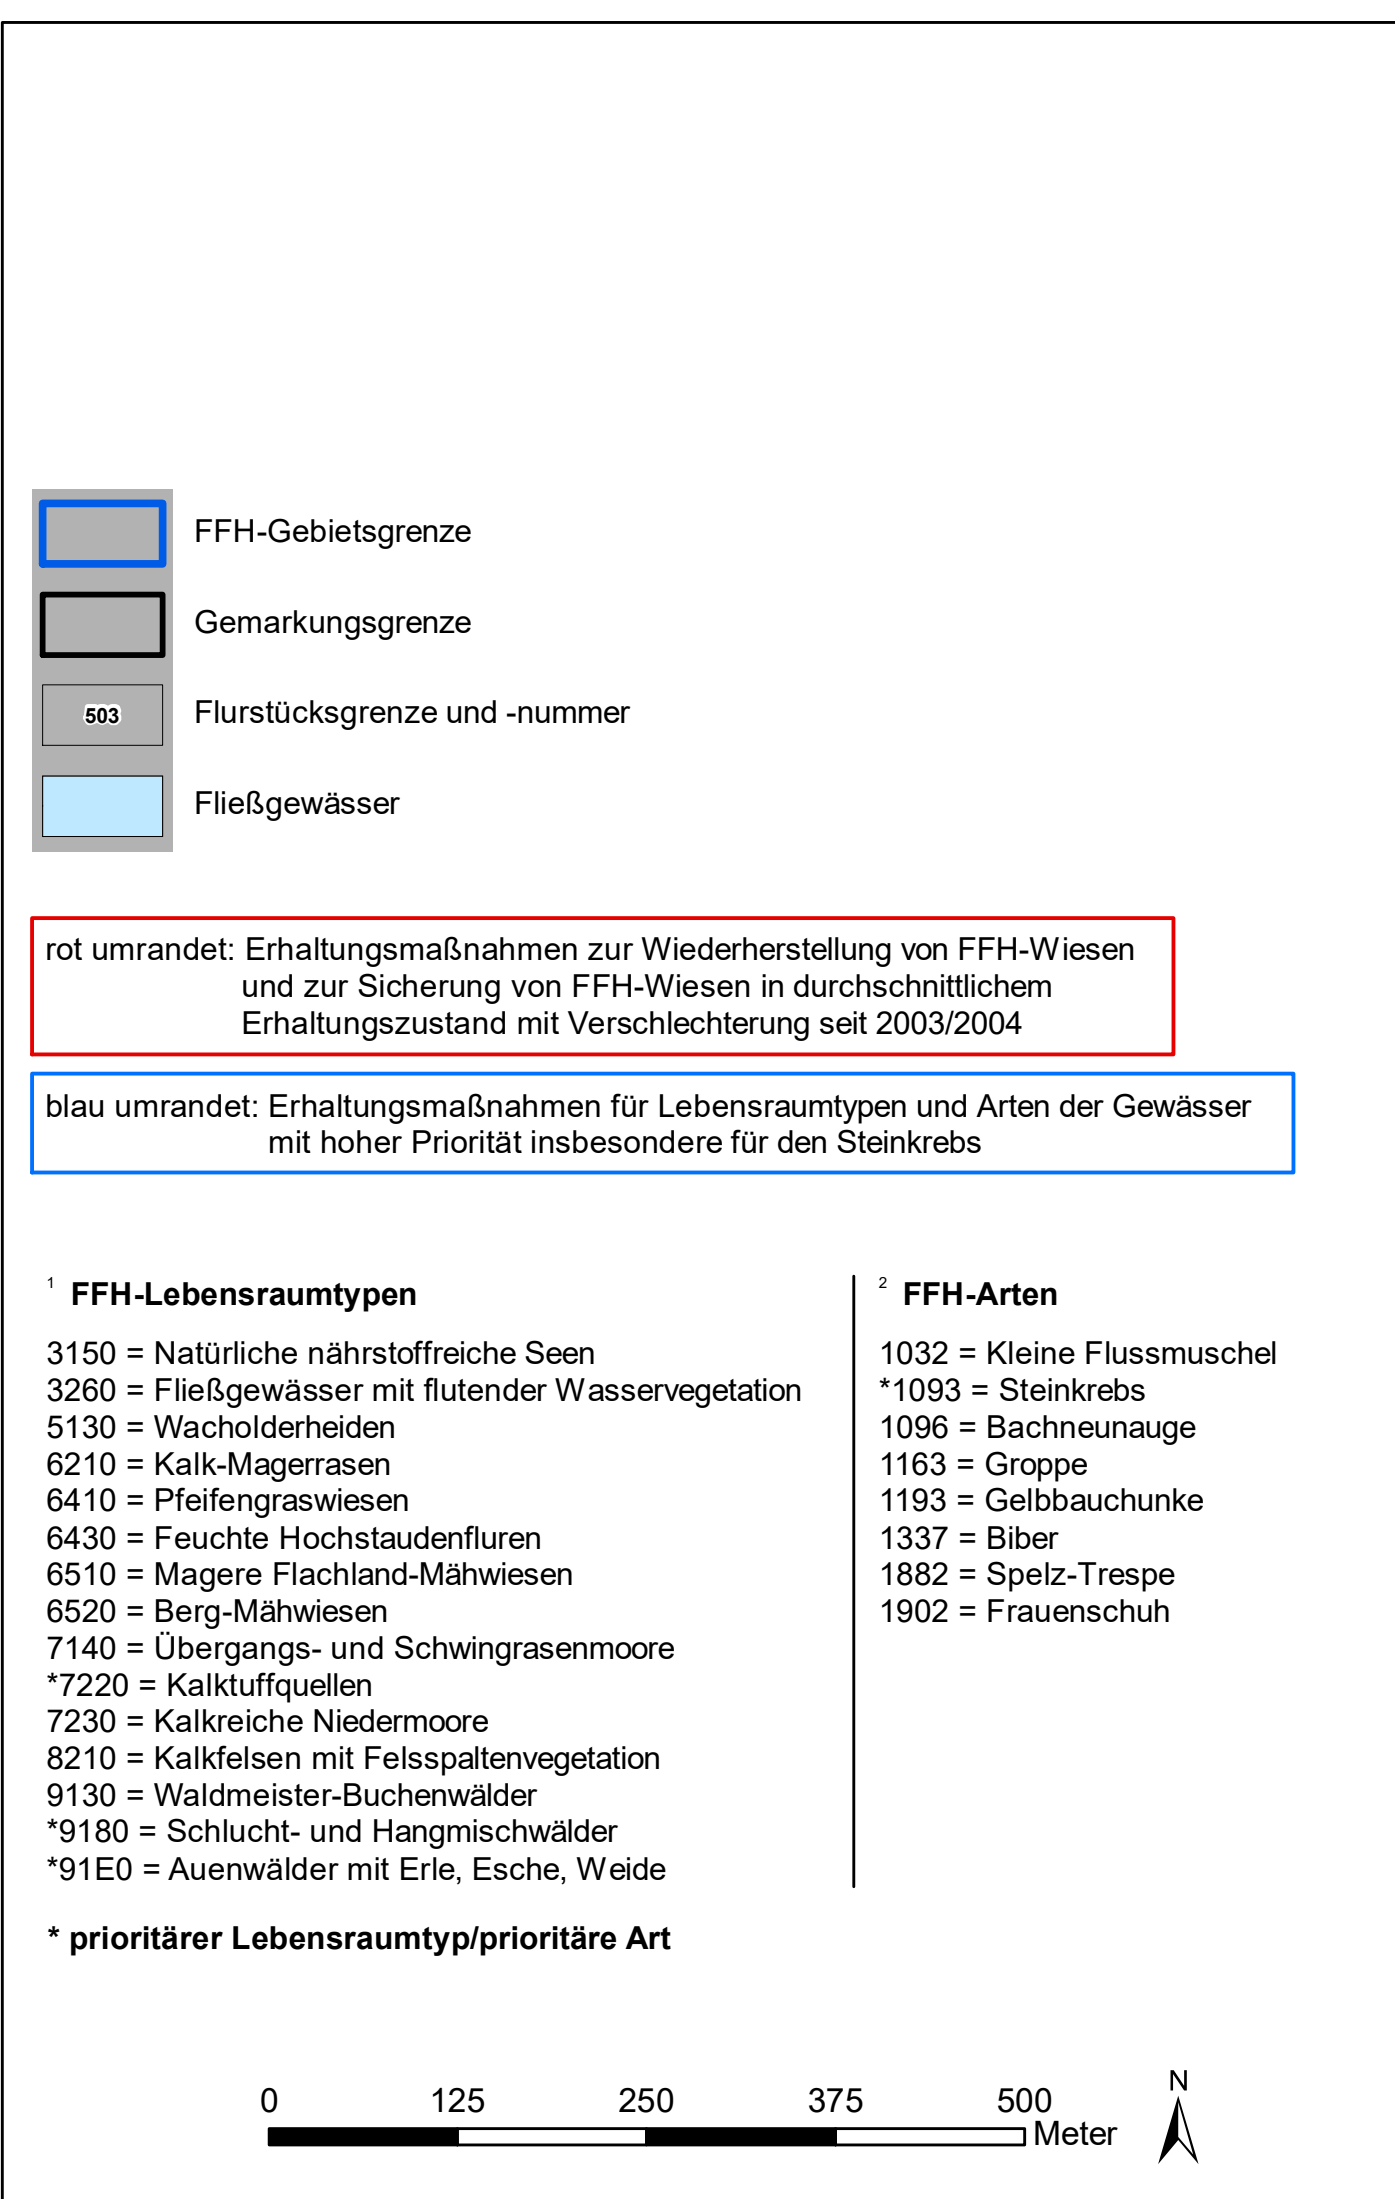 FFH-Gebietsgrenze
Gemarkungsgrenze
503
Flurstücksgrenze und -nummer
Fließgewässer
rot umrandet: Erhaltungsmaßnahmen zur Wiederherstellung von FFH-Wiesen
und zur Sicherung von FFH-Wiesen in durchschnittlichem
Erhaltungszustand mit Verschlechterung seit 2003/2004
blau umrandet: Erhaltungsmaßnahmen für Lebensraumtypen und Arten der Gewässer
mit hoher Priorität insbesondere für den Steinkrebs
1 FFH-Lebensraumtypen
3150 = Natürliche nährstoffreiche Seen
3260 = Fließgewässer mit flutender Wasservegetation
5130 = Wacholderheiden
6210 = Kalk-Magerrasen
6410 = Pfeifengraswiesen
6430 = Feuchte Hochstaudenfluren
6510 = Magere Flachland-Mähwiesen
6520 = Berg-Mähwiesen
7140 = Übergangs- und Schwingrasenmoore
*7220 = Kalktuffquellen
7230 = Kalkreiche Niedermoore
8210 = Kalkfelsen mit Felsspaltenvegetation
9130 = Waldmeister-Buchenwälder
*9180 = Schlucht- und Hangmischwälder
*91E0 = Auenwälder mit Erle, Esche, Weide
2 FFH-Arten
1032 = Kleine Flussmuschel
*1093 = Steinkrebs
1096 = Bachneunauge
1163 = Groppe
1193 = Gelbbauchunke
1337 = Biber
1882 = Spelz-Trespe
1902 = Frauenschuh
* prioritärer Lebensraumtyp/prioritäre Art
0 125 250 375 500
Meter
N